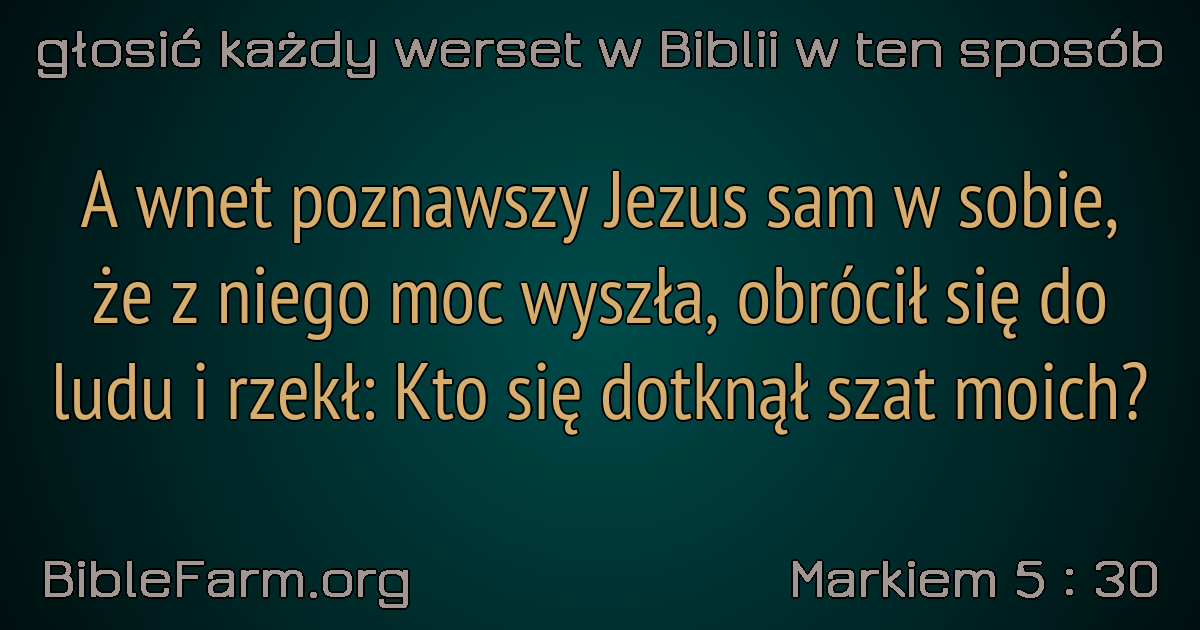 głosić każdy werset w Biblii w ten sposób
A wnet poznawszy Jezus sam w sobie,
że z niego moc wyszła, obrócił się do
ludu i rzekł: Kto się dotknął szat moich?
BibleFarm.org
Markiem 5 : 30